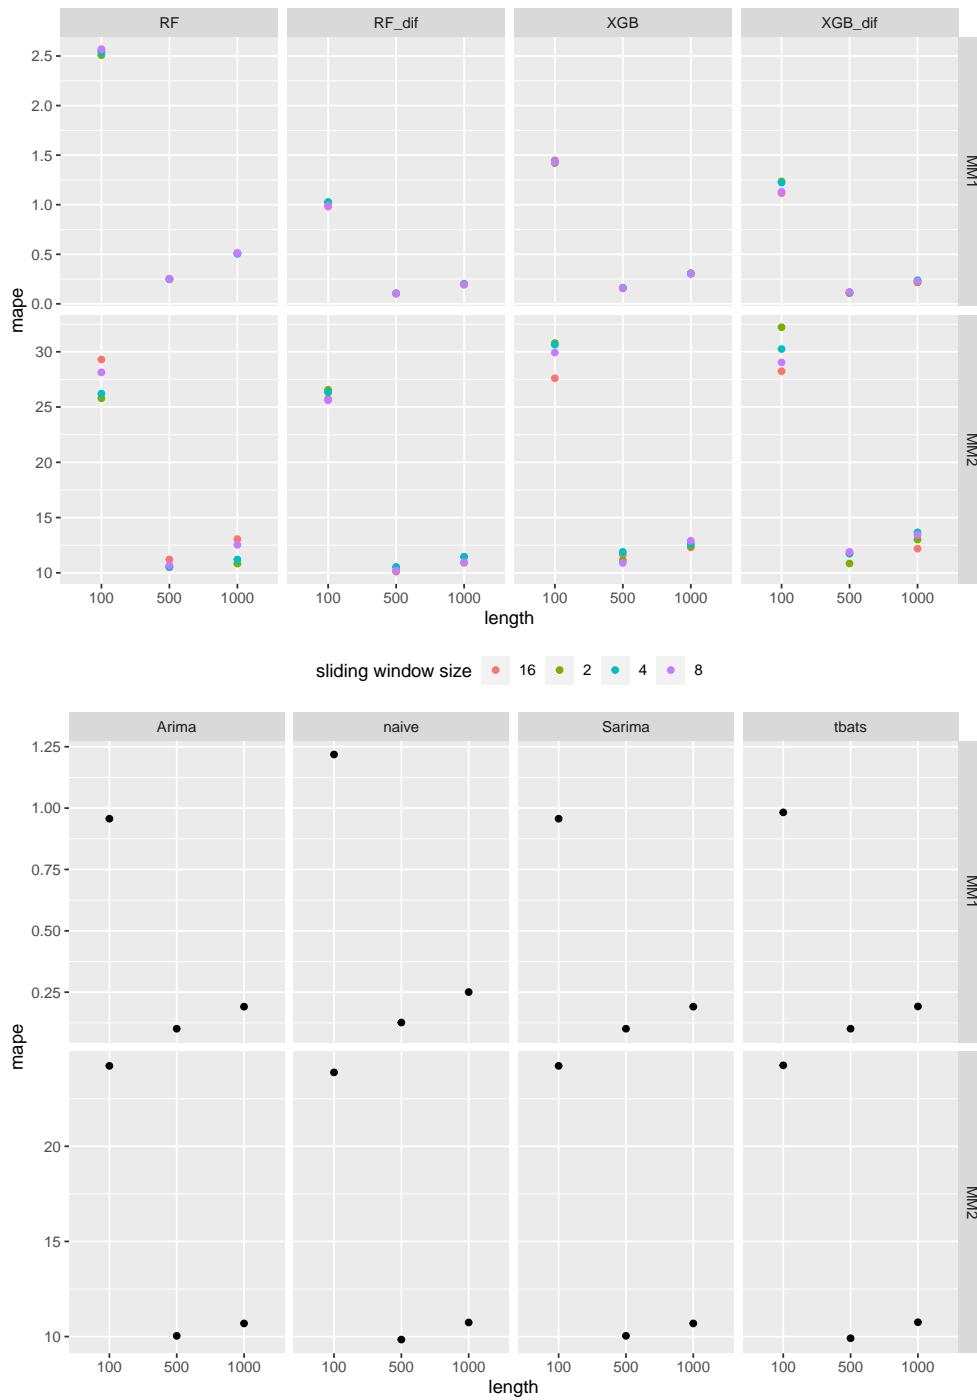 RF RF_dif XGB XGB_dif
2.5
2.0
1.5
1.0
0.5
0.0
MM1
mape
30
25
20
15
10
MM2
100 500 1000 100 500 1000 100 500 1000 100 500 1000
length
sliding window size 16 2 4 8
Arima naive Sarima tbats
1.25
1.00
0.75
0.50
0.25
MM1
mape
20
15
10
MM2
100 500 1000 100 500 1000 100 500 1000 100 500 1000
length